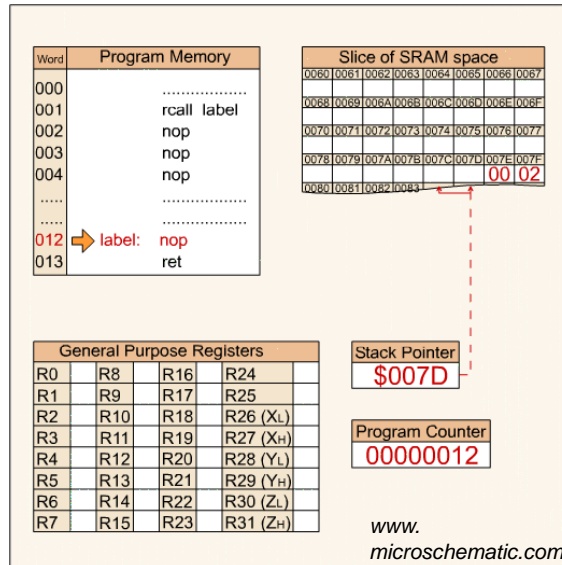 Word Program Memory
000 ..................
001 rcall label
002 nop
003 nop
004 nop
..... ..................
..... ..................
012 label: nop
013 ret
Slice of SRAM space
0060 0061 0062 0063 0064 0065 0066 0067
0068 0069 006A 006B 006C 006D 006E 006F
0070 0071 0072 0073 0074 0075 0076 0077
0078 0079 007A 007B 007C 007D 007E 007F
00 02
0080 0081 0082 0083
General Purpose Registers
R0 R8 R16 R24
R1 R9 R17 R25
R2 R10 R18 R26 (XL)
R3 R11 R19 R27 (XH)
R4 R12 R20 R28 (YL)
R5 R13 R21 R29 (YH)
R6 R14 R22 R30 (ZL)
R7 R15 R23 R31 (ZH)
Stack Pointer
$007D
Program Counter
00000012
www.
microschematic.com